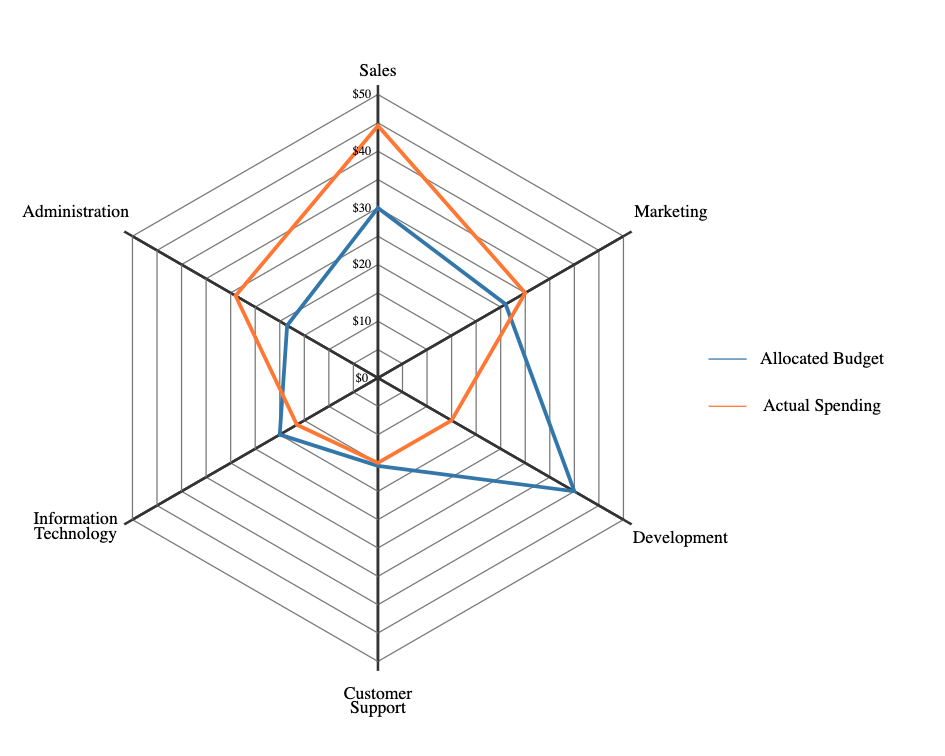 Sales
$50
$40
$30
$20
$10
$0
Administration
Marketing
Allocated Budget
Actual Spending
Information
Technology
Development
Customer
Support